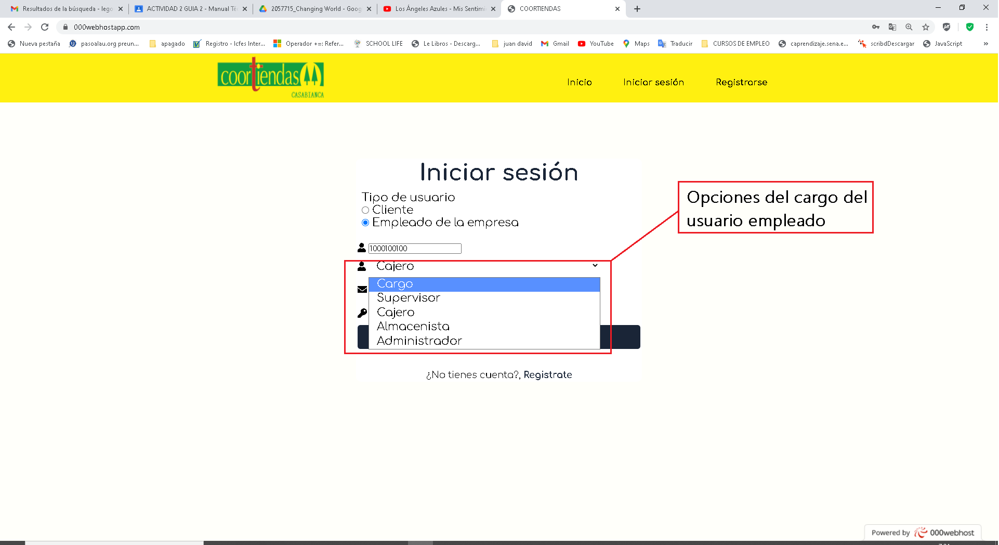 Resultados de la búsqueda - lego
ACTIVIDAD 2 GUIA 2 - Manual Té
2057715_Changing World - Goog
Los Ángeles Azules - Mis Sentimi
COORTIENDAS
000webhostapp.com
Nueva pestaña
pasoalau.org preun...
apagado
Registro - Icfes Inter...
Operador +=: Refer...
SCHOOL LIFE
Le Libros - Descarg...
juan david
Gmail
YouTube
Maps
Traducir
CURSOS DE EMPLEO
caprendizaje.sena.e...
scribdDescargar
JavaScript
»
coortiendas
CASABIANCA
Inicio
Iniciar sesión
Registrarse
Iniciar sesión
Tipo de usuario
Cliente
Empleado de la empresa
1000100100
Cajero
Cargo
Supervisor
Cajero
Almacenista
Administrador
Opciones del cargo del
usuario empleado
¿No tienes cuenta?, Registrate
Powered by 000webhost